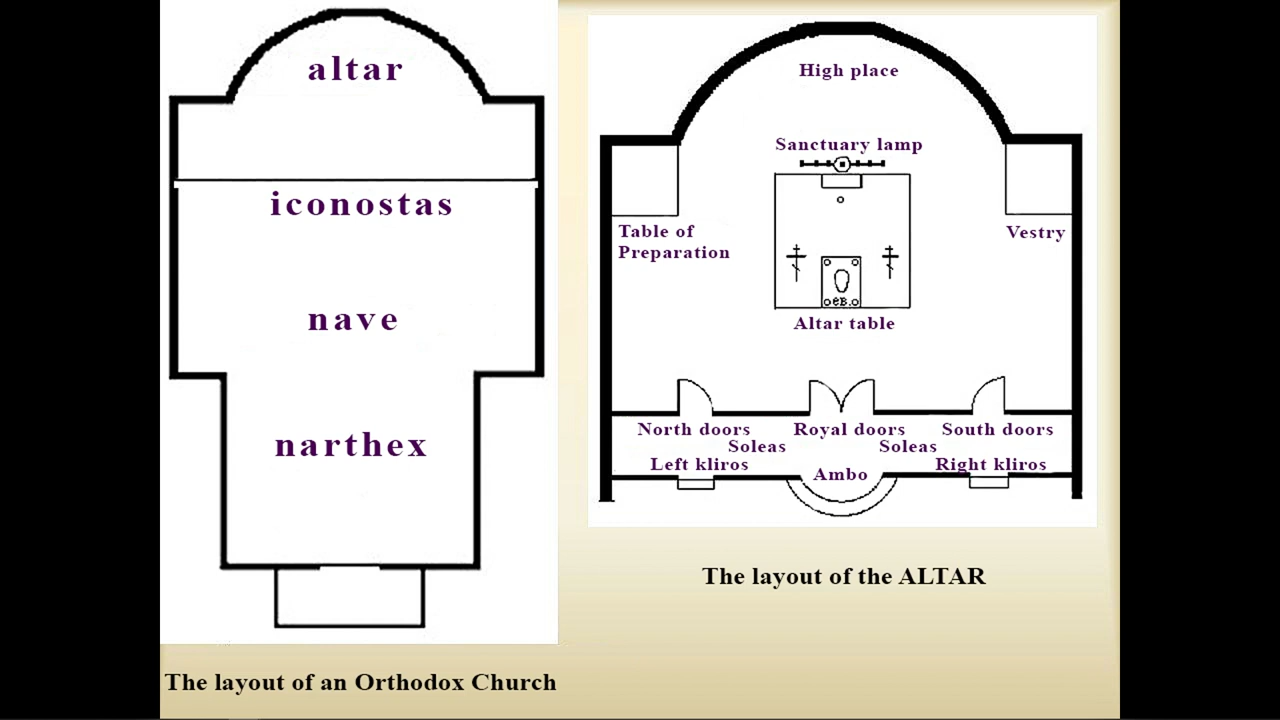 altar
iconostas
nave
narthex
The layout of an Orthodox Church
High place
Sanctuary lamp
Table of
Preparation
Vestry
Altar table
North doors
Royal doors
South doors
Soleas
Soleas
Left kliros
Ambo
Right kliros
The layout of the ALTAR